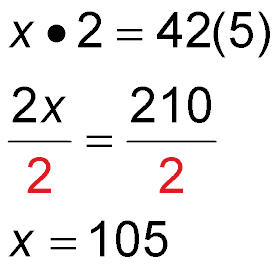 x • 2 = 42(5)
2x/2 = 210/2
x = 105